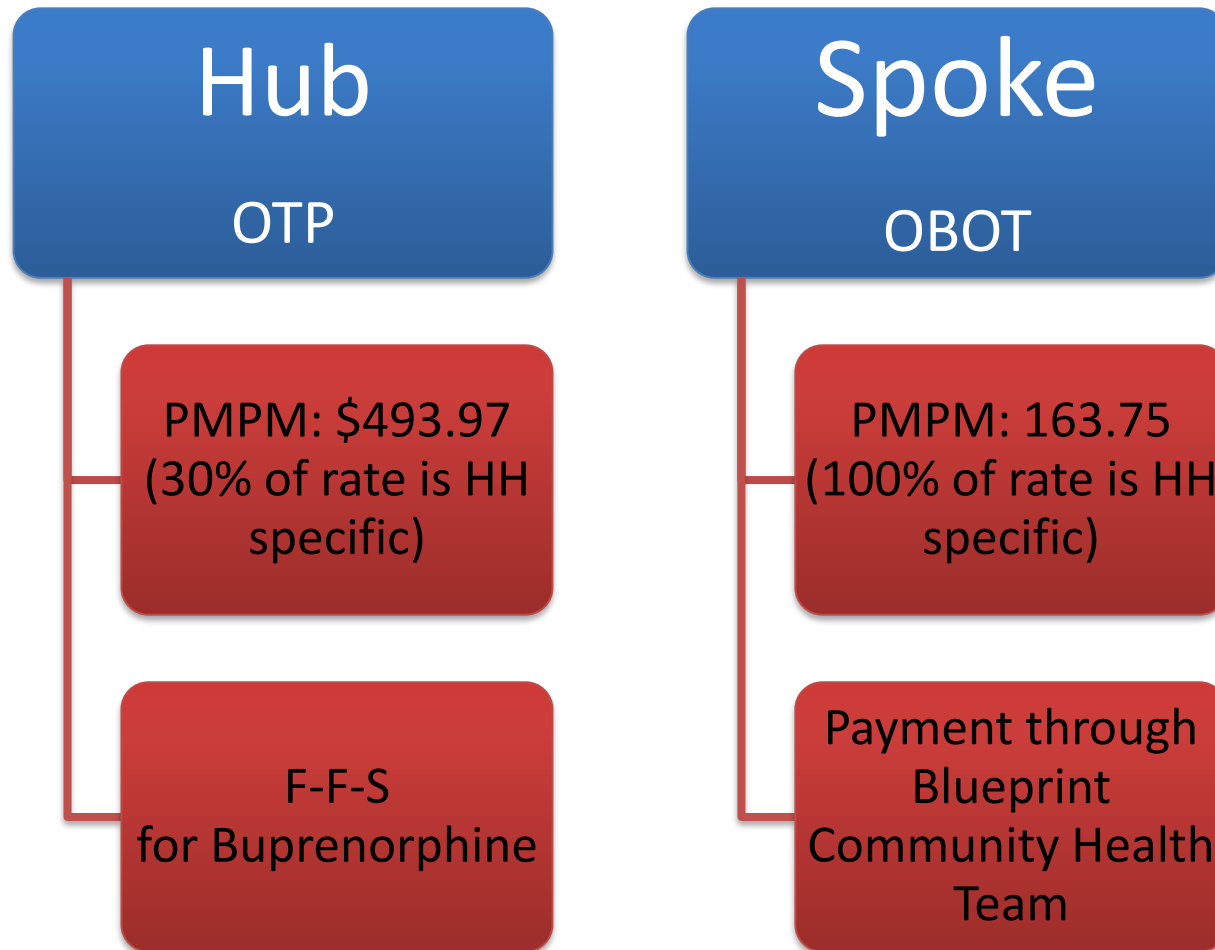 Hub
OTP
PMPM: $493.97
(30% of rate is HH
specific)
F-F-S
for Buprenorphine
Spoke
OBOT
PMPM: 163.75
(100% of rate is HH
specific)
Payment through
Blueprint
Community Health
Team